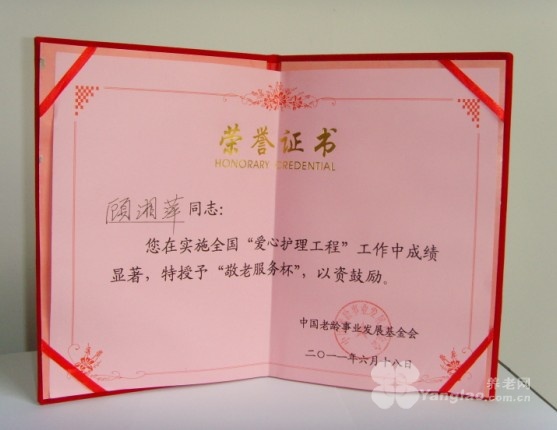 荣誉证书
HONORARY CREDENTIAL
顾湘萍同志：
您在实施全国“爱心护理工程”工作中成绩
显著，特授予“敬老服务杯”，以资鼓励。
中国老龄事业发展基金会
二〇一一年六月十八日
养老网
Yanglao.com.cn